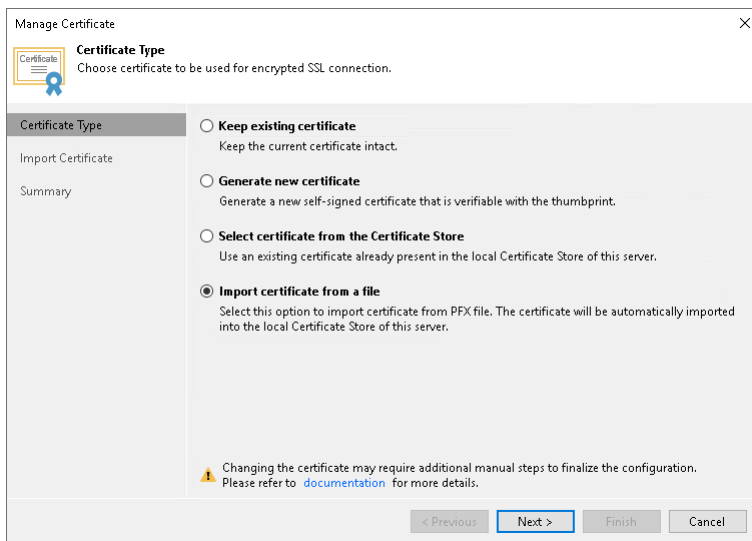 Manage Certificate
Certificate
Certificate Type
Choose certificate to be used for encrypted SSL connection.
Certificate Type
Import Certificate
Summary
Keep existing certificate
Keep the current certificate intact.
Generate new certificate
Generate a new self-signed certificate that is verifiable with the thumbprint.
Select certificate from the Certificate Store
Use an existing certificate already present in the local Certificate Store of this server.
Import certificate from a file
Select this option to import certificate from PFX file. The certificate will be automatically imported
into the local Certificate Store of this server.
Changing the certificate may require additional manual steps to finalize the configuration.
Please refer to documentation for more details.
< Previous Next > Finish Cancel